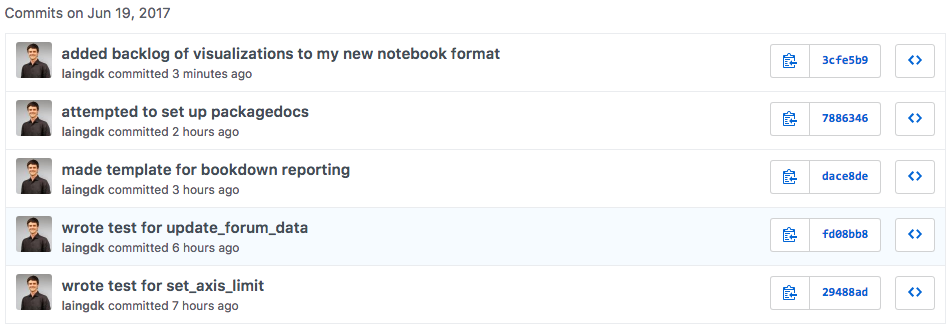 Commits on Jun 19, 2017
added backlog of visualizations to my new notebook format
laingdk committed 3 minutes ago
3cfe5b9
attempted to set up packagedocs
laingdk committed 2 hours ago
7886346
made template for bookdown reporting
laingdk committed 3 hours ago
dace8de
wrote test for update_forum_data
laingdk committed 6 hours ago
fd08bb8
wrote test for set_axis_limit
laingdk committed 7 hours ago
29488ad